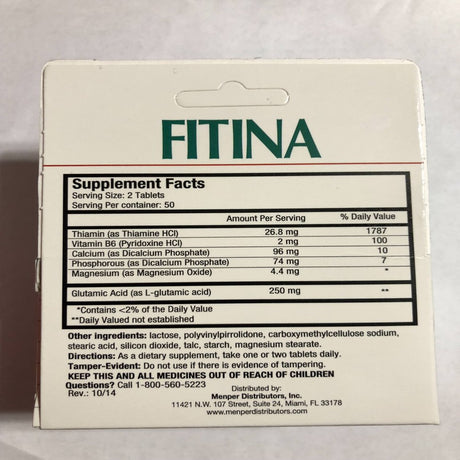 FITINA
Supplement Facts
Serving Size: 2 Tablets
Serving Per container: 50
Amount Per Serving % Daily Value
Thiamin (as Thiamine HCl) 26.8 mg 1787
Vitamin B6 (Pyridoxine HCl) 2 mg 100
Calcium (as Dicalcium Phosphate) 96 mg 10
Phosphorous (as Dicalcium Phosphate) 74 mg 7
Magnesium (as Magnesium Oxide) 4.4 mg *
Glutamic Acid (as L-glutamic acid) 250 mg **
*Contains <2% of the Daily Value
**Daily Valued not established
Other ingredients: lactose, polyvinylpirrolidone, carboxymethylcellulose sodium,
stearic acid, silicon dioxide, talc, starch, magnesium stearate.
Directions: As a dietary supplement, take one or two tablets daily.
Tamper-Evident: Do not use if there is evidence of tampering.
KEEP THIS AND ALL MEDICINES OUT OF REACH OF CHILDREN
Questions? Call 1-800-560-5223
Rev.: 10/14
Distributed by:
Menper Distributors, Inc.
11421 N.W. 107 Street, Suite 24, Miami, FL 33178
www.menperdistributors.com